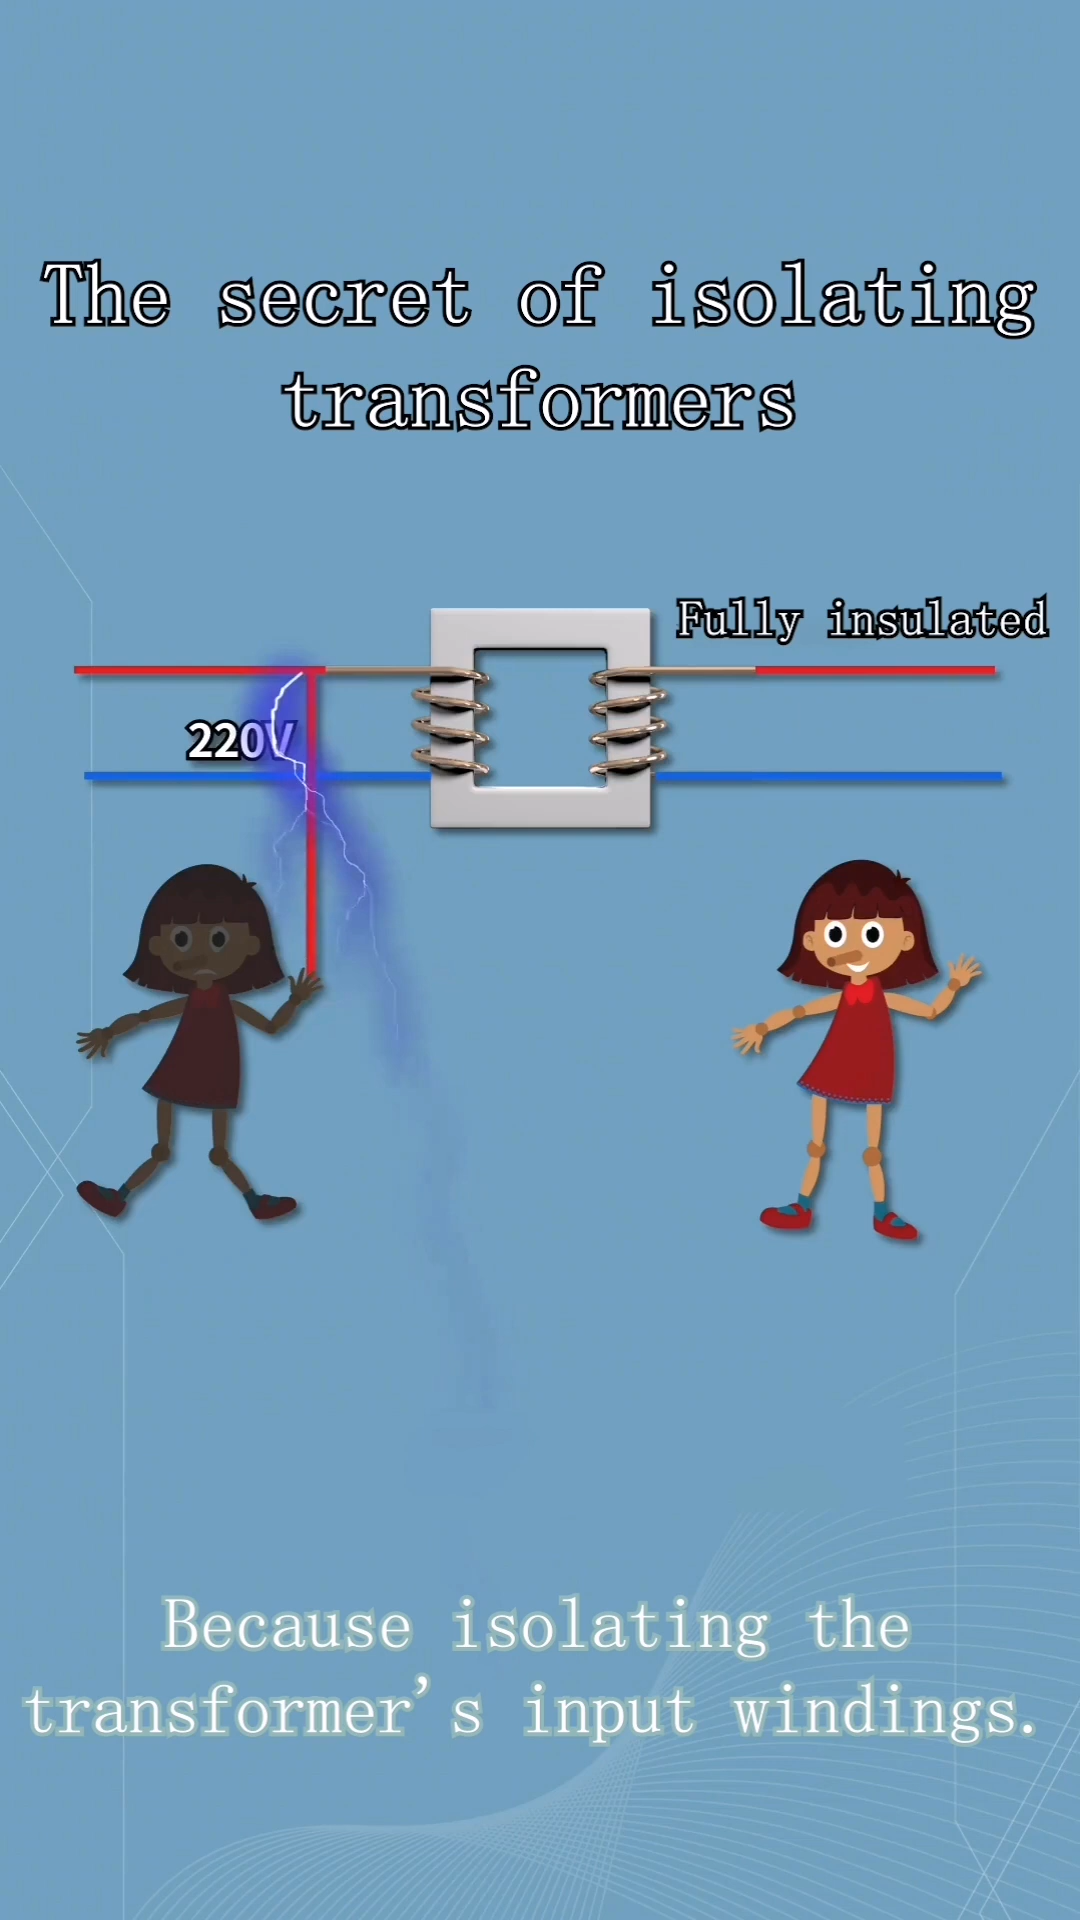 The secret of isolating
transformers
Fully insulated
220V
Because isolating the
transformer's input windings.